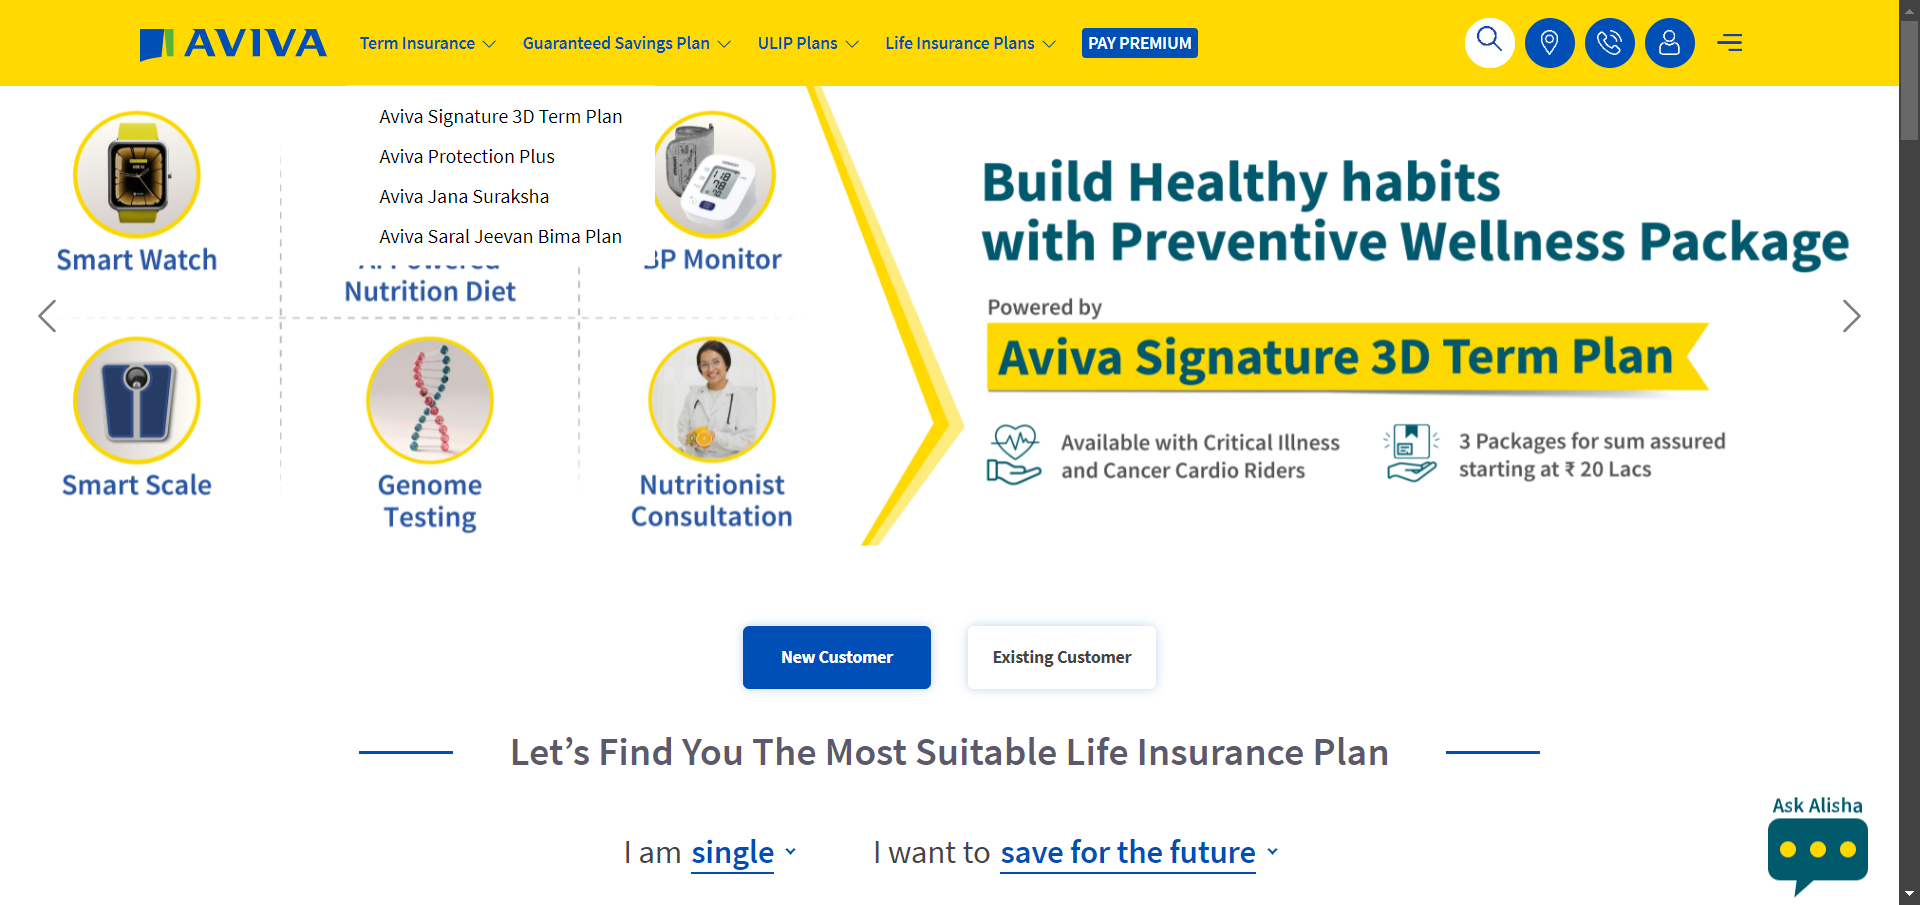 AVIVA
Term Insurance
Guaranteed Savings Plan
ULIP Plans
Life Insurance Plans
PAY PREMIUM
Aviva Signature 3D Term Plan
Aviva Protection Plus
Aviva Jana Suraksha
Aviva Saral Jeevan Bima Plan
Smart Watch
Nutrition Diet
BP Monitor
Smart Scale
Genome
Testing
Nutritionist
Consultation
Build Healthy habits
with Preventive Wellness Package
Powered by
Aviva Signature 3D Term Plan
Available with Critical Illness
and Cancer Cardio Riders
3 Packages for sum assured
starting at ₹ 20 Lacs
New Customer
Existing Customer
Let’s Find You The Most Suitable Life Insurance Plan
I am single
I want to save for the future
Ask Alisha